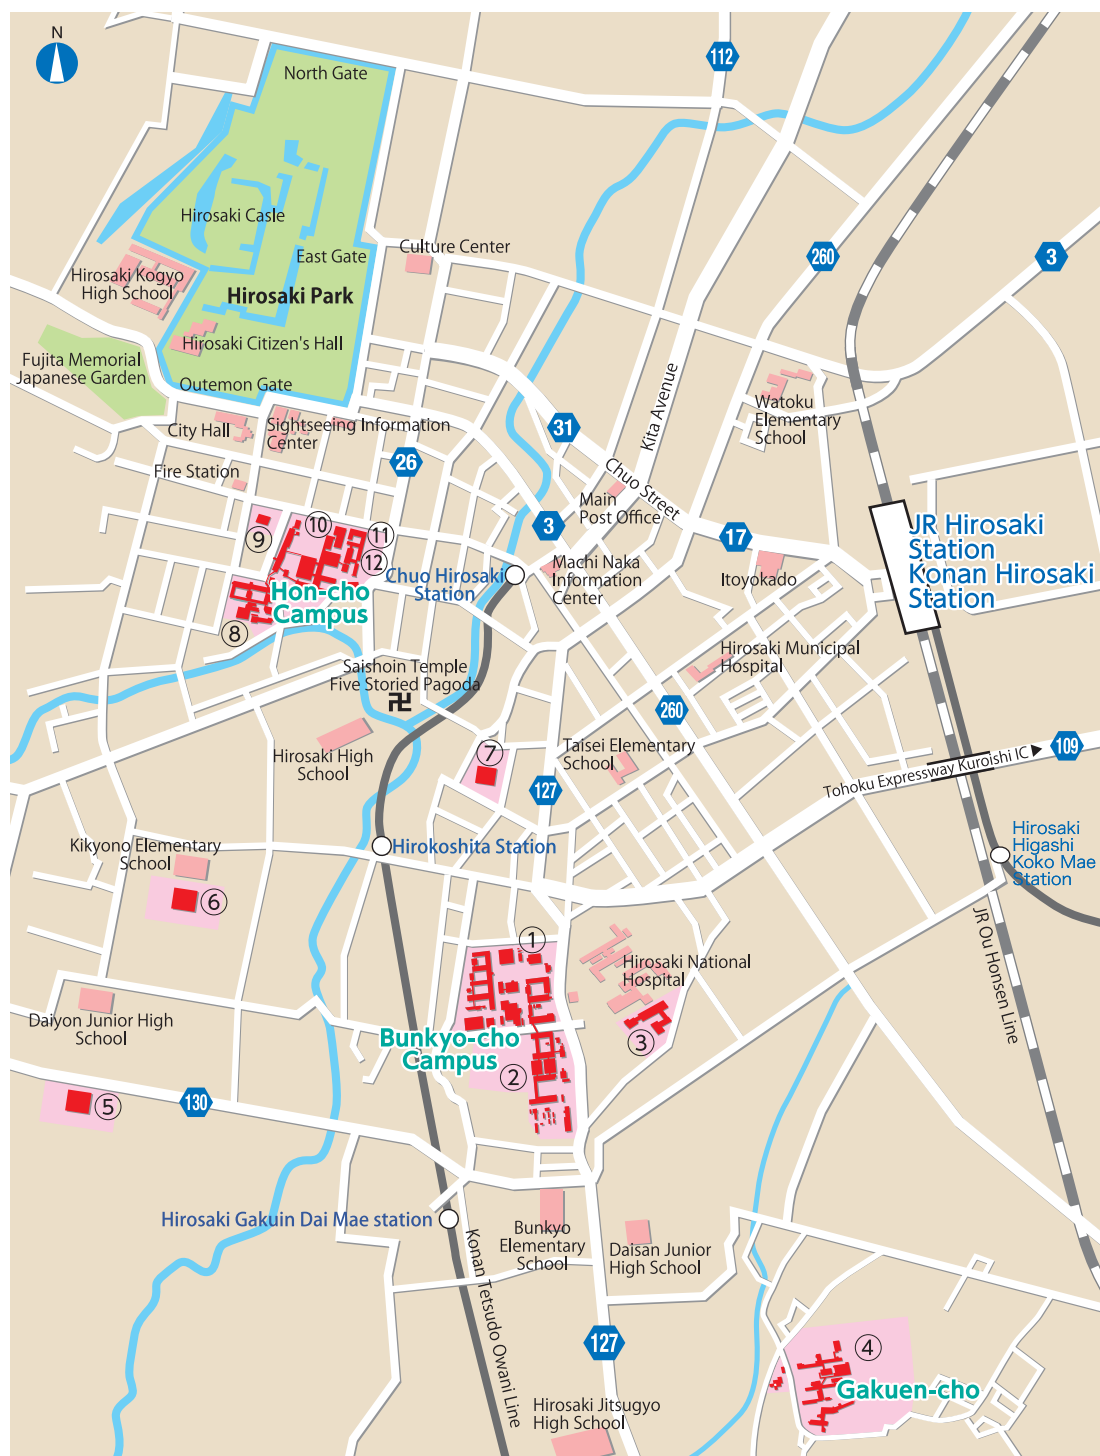 N
112
North Gate
Hirosaki Casle
Culture Center
East Gate
260
3
Hirosaki Kogyo
High School
Hirosaki Park
Hirosaki Citizen's Hall
Fujita Memorial
Japanese Garden
Outemon Gate
Kita Avenue
Watoku
Elementary
School
City Hall
Sightseeing Information
Center
31
26
Chuo Street
Fire Station
Main
Post Office
3
17
JR Hirosaki
Station
Konan Hirosaki
Station
⑩
⑪
⑨
⑫
Chuo Hirosaki
Station
Machi Naka
Information
Center
Itoyokado
Hon-cho
Campus
⑧
Hirosaki Municipal
Hospital
Saishoin Temple
Five Storied Pagoda
卍
260
Hirosaki High
School
⑦
Taisei Elementary
School
127
Tohoku Expressway Kuroishi IC ▶
109
Kikyono Elementary
School
Hirokoshita Station
Hirosaki
Higashi
Koko Mae
Station
⑥
①
Hirosaki National
Hospital
JR Ou Honsen Line
Daiyon Junior High
School
Bunkyo-cho
Campus
③
②
⑤
130
Hirosaki Gakuin Dai Mae station
Bunkyo
Elementary
School
Daisan Junior
High School
Konan Tetsudo Owani Line
127
④
Gakuen-cho
Hirosaki Jitsugyo
High School